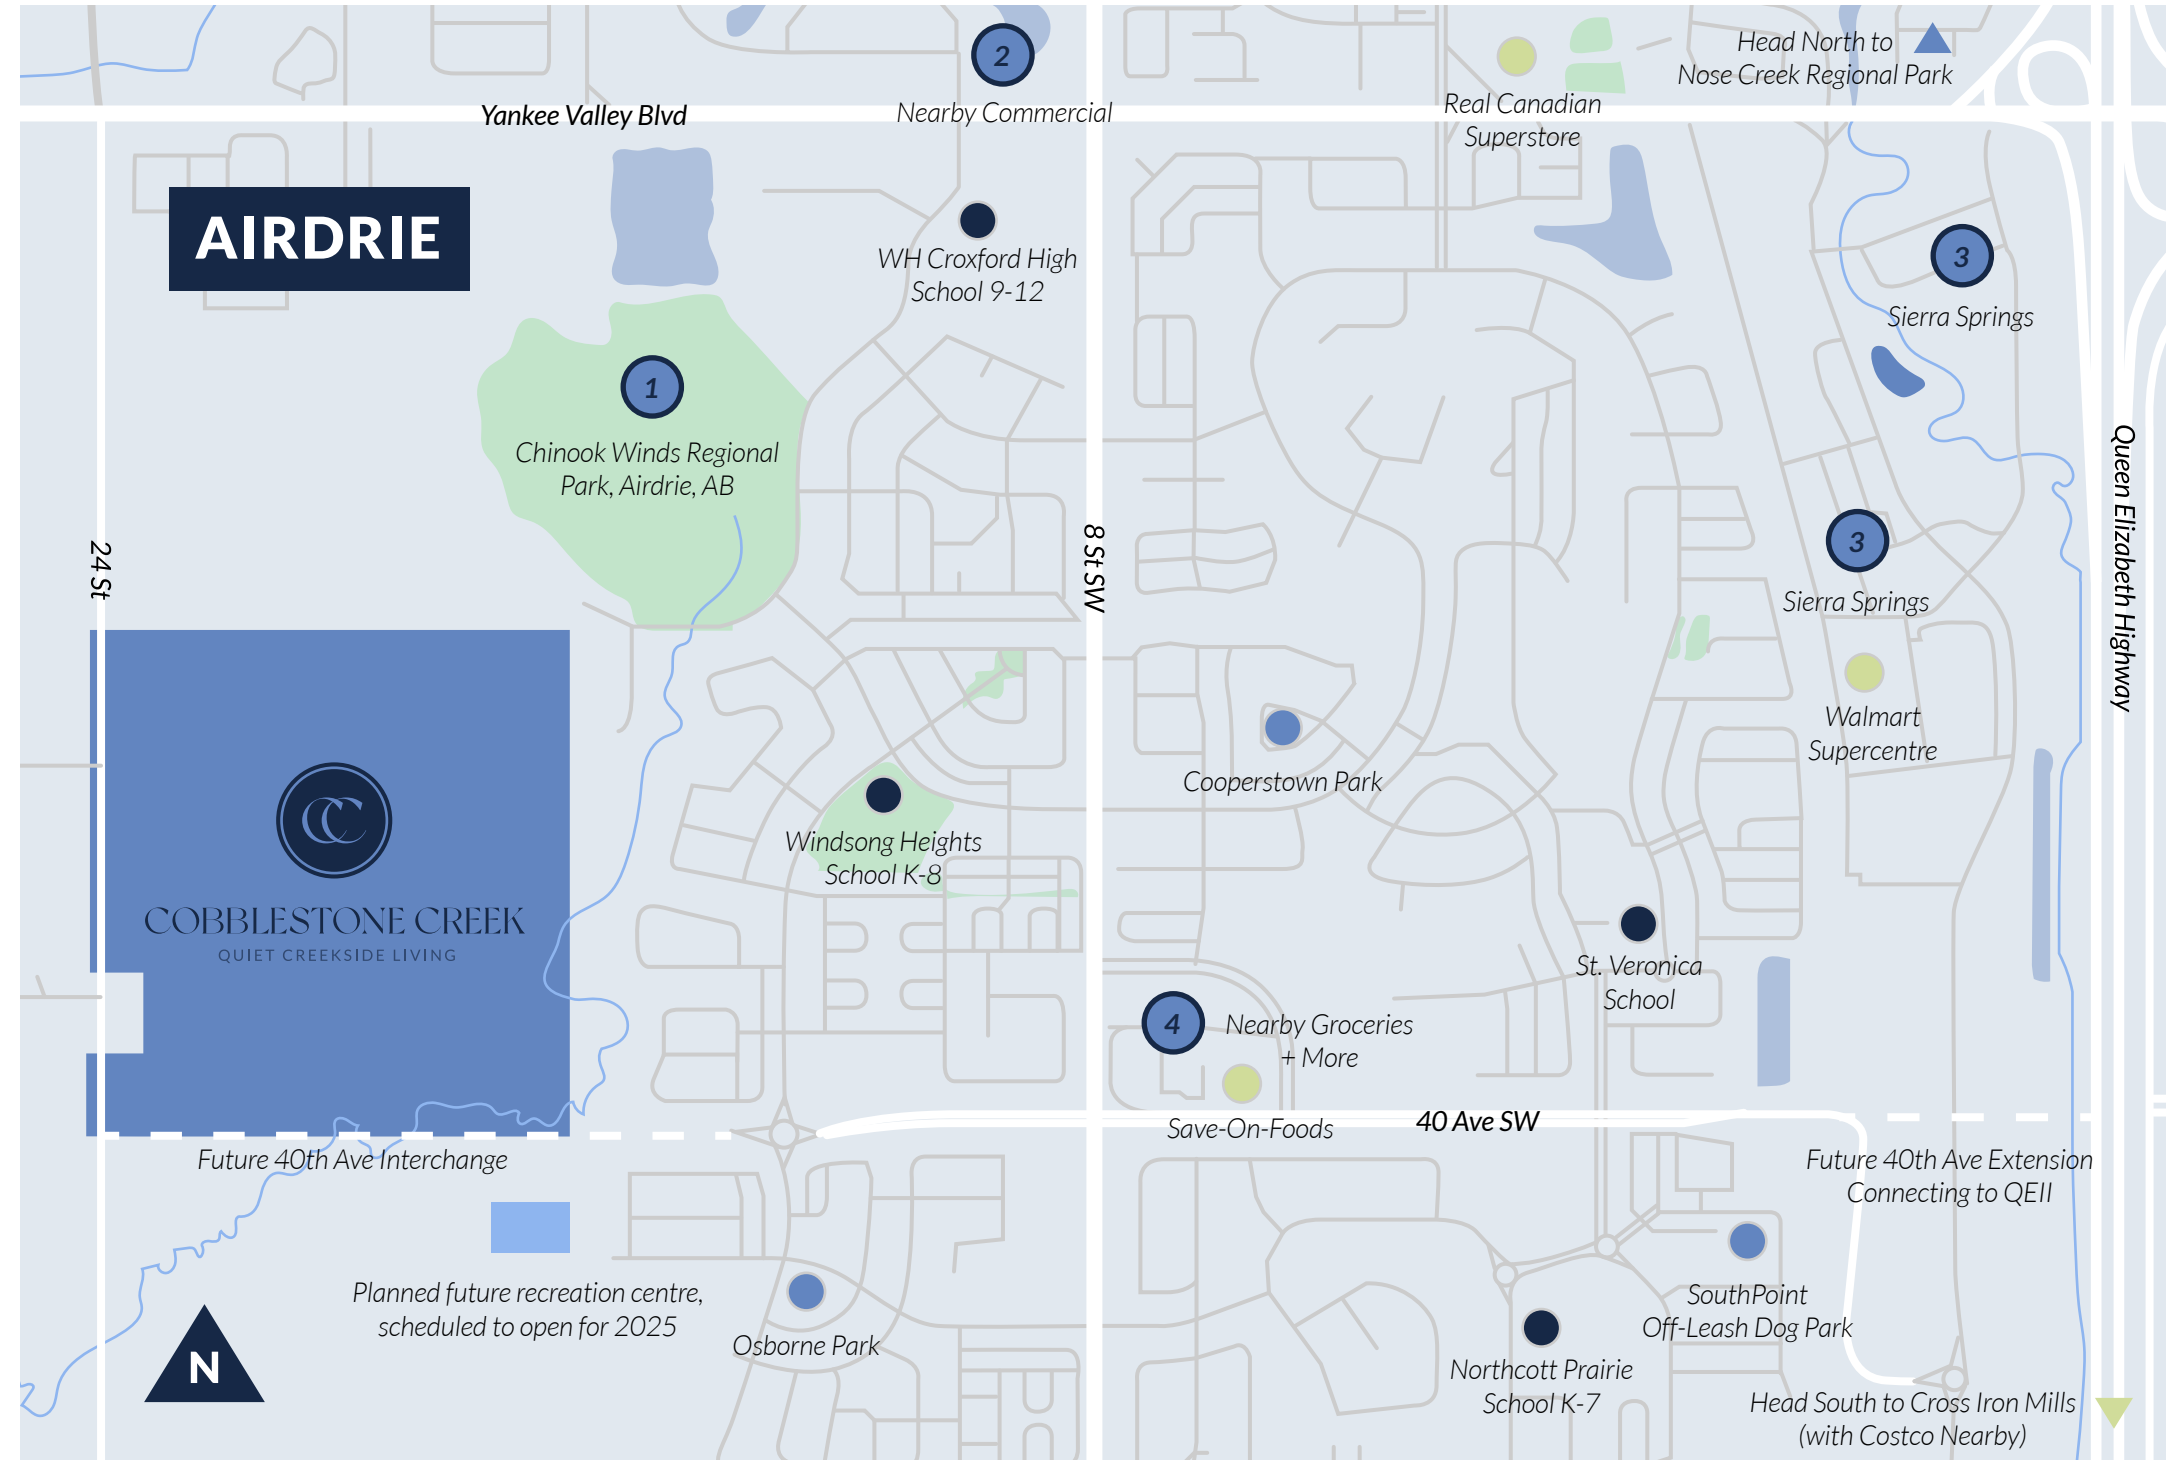 2
Nearby Commercial
Head North to
Nose Creek Regional Park
Yankee Valley Blvd
Real Canadian
Superstore
AIRDRIE
WH Croxford High
School 9-12
3
Sierra Springs
1
Chinook Winds Regional
Park, Airdrie, AB
24 St
8 St SW
Queen Elizabeth Highway
3
Sierra Springs
Walmart
Supercentre
Cooperstown Park
CC
COBBLESTONE CREEK
QUIET CREEKSIDE LIVING
Windsong Heights
School K-8
St. Veronica
School
4
Nearby Groceries
+ More
Save-On-Foods
40 Ave SW
Future 40th Ave Interchange
Future 40th Ave Extension
Connecting to QEII
Planned future recreation centre,
scheduled to open for 2025
Osborne Park
SouthPoint
Off-Leash Dog Park
Northcott Prairie
School K-7
N
Head South to Cross Iron Mills
(with Costco Nearby)